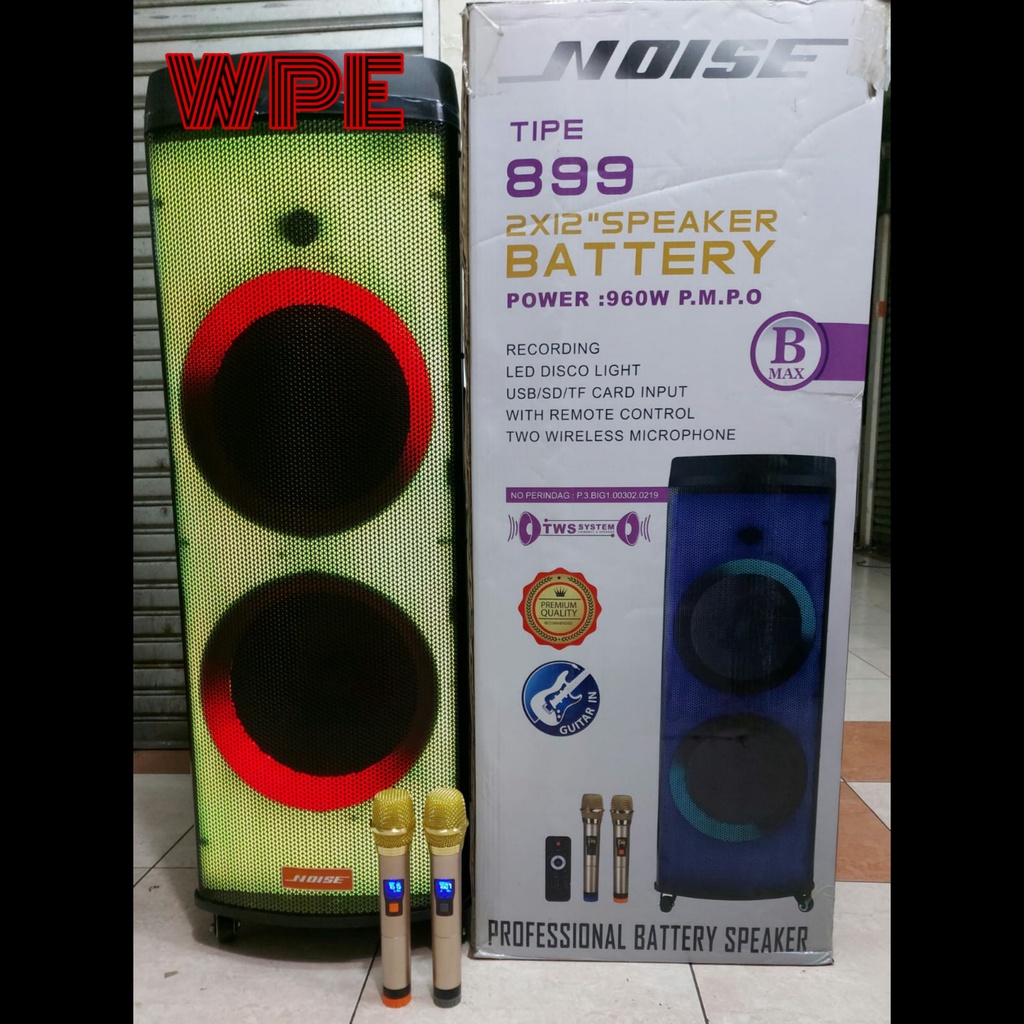 WPE
NOISE
TIPE
899
2X12"SPEAKER
BATTERY
POWER :960W P.M.P.O
B
MAX
RECORDING
LED DISCO LIGHT
USB/SD/TF CARD INPUT
WITH REMOTE CONTROL
TWO WIRELESS MICROPHONE
NO PERINDAG : P.3.BIG1.00302.0219
TWS SYSTEM
PREMIUM
QUALITY
RECOMMENDED
GUITAR IN
NOISE
PROFESSIONAL BATTERY SPEAKER